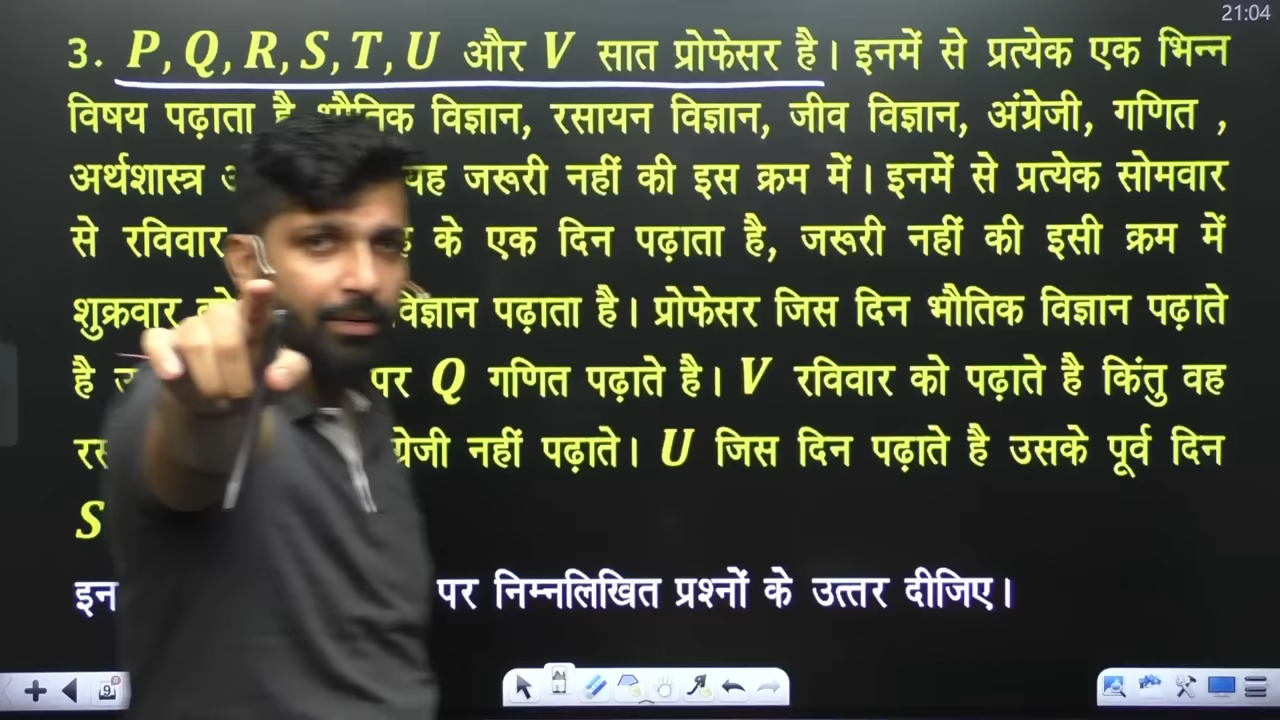 21:04
3. P, Q, R, S, T, U और V सात प्रोफेसर है। इनमें से प्रत्येक एक भिन्न
विषय पढ़ाता है भौतिक विज्ञान, रसायन विज्ञान, जीव विज्ञान, अंग्रेजी, गणित ,
अर्थशास्त्र यह जरूरी नहीं की इस क्रम में। इनमें से प्रत्येक सोमवार
से रविवार के एक दिन पढ़ाता है, जरूरी नहीं की इसी क्रम में
शुक्रवार विज्ञान पढ़ाता है। प्रोफेसर जिस दिन भौतिक विज्ञान पढ़ाते
है पर Q गणित पढ़ाते है। V रविवार को पढ़ाते है किंतु वह
नहीं पढ़ाते। U जिस दिन पढ़ाते है उसके पूर्व दिन
S
पर निम्नलिखित प्रश्नों के उत्तर दीजिए।
9